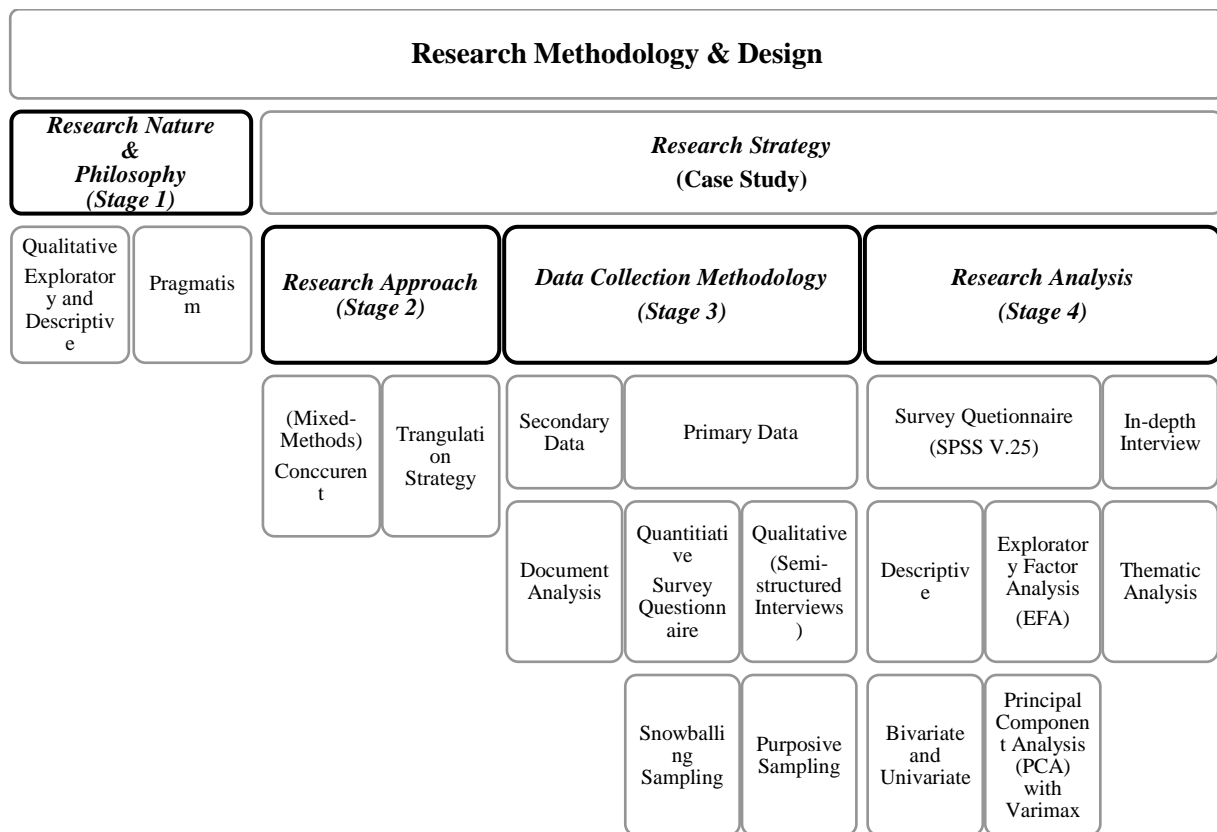 Research Methodology & Design
Research Nature
&
Philosophy
(Stage 1)
Research Strategy
(Case Study)
Qualitative
Explorator
y and
Descriptiv
e
Pragmatis
m
Research Approach
(Stage 2)
Data Collection Methodology
(Stage 3)
Research Analysis
(Stage 4)
(Mixed-
Methods)
Conccuren
t
Trangulati
on
Strategy
Secondary
Data
Primary Data
Survey Quetionnaire
(SPSS V.25)
In-depth
Interview
Document
Analysis
Quantitiativ
e
Survey
Questionn
aire
Qualitative
(Semi-
structured
Interviews
)
Descriptiv
e
Explorator
y Factor
Analysis
(EFA)
Thematic
Analysis
Snowballi
ng
Sampling
Purposive
Sampling
Bivariate
and
Univariate
Principal
Componen
t Analysis
(PCA)
with
Varimax